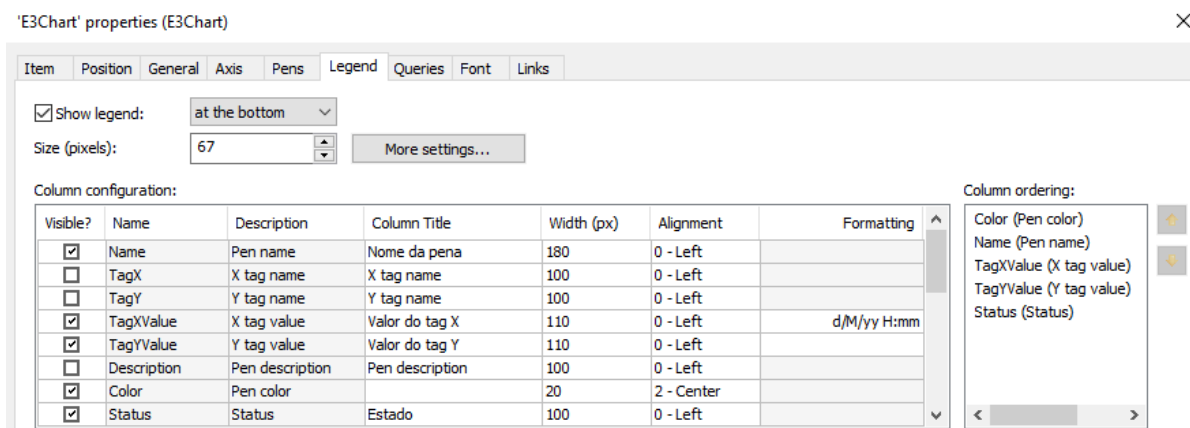 'E3Chart' properties (E3Chart)
Item Position General Axis Pens Legend Queries Font Links
Show legend: at the bottom
Size (pixels): 67 More settings...
Column configuration: Column ordering:
Visible? Name Description Column Title Width (px) Alignment Formatting
Name Pen name Nome da pena 180 0 - Left
TagX X tag name X tag name 100 0 - Left
TagY Y tag name Y tag name 100 0 - Left
TagXValue X tag value Valor do tag X 110 0 - Left d/M/yy H:mm
TagYValue Y tag value Valor do tag Y 110 0 - Left
Description Pen description Pen description 100 0 - Left
Color Pen color 20 2 - Center
Status Status Estado 100 0 - Left
Color (Pen color)
Name (Pen name)
TagXValue (X tag value)
TagYValue (Y tag value)
Status (Status)